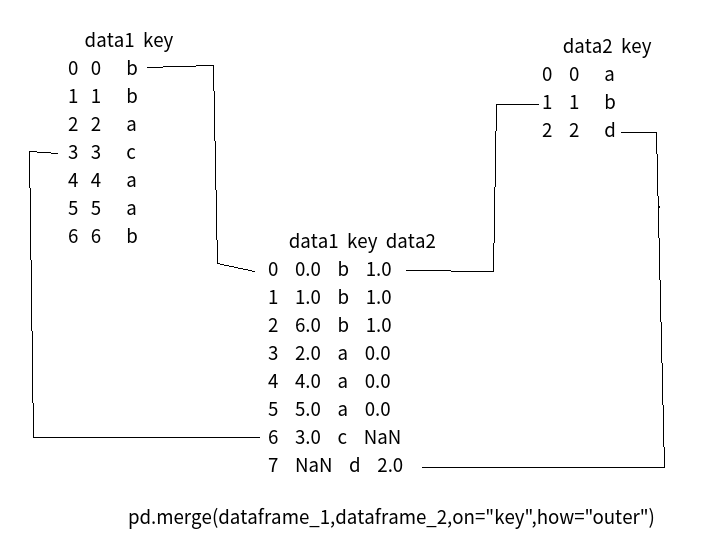 data1 key
0 0 b
1 1 b
2 2 a
3 3 c
4 4 a
5 5 a
6 6 b
data2 key
0 0 a
1 1 b
2 2 d
data1 key data2
0 0.0 b 1.0
1 1.0 b 1.0
2 6.0 b 1.0
3 2.0 a 0.0
4 4.0 a 0.0
5 5.0 a 0.0
6 3.0 c NaN
7 NaN d 2.0
pd.merge(dataframe_1,dataframe_2,on="key",how="outer")